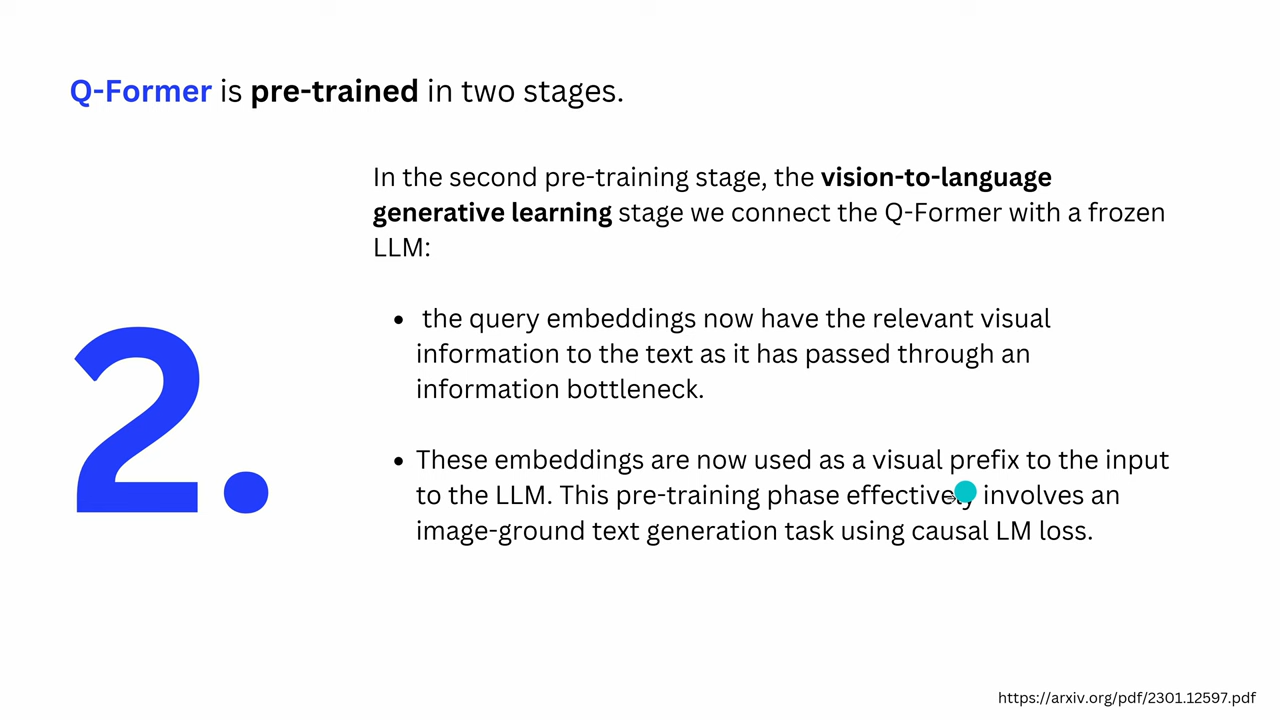 Q-Former is pre-trained in two stages.
In the second pre-training stage, the vision-to-language
generative learning stage we connect the Q-Former with a frozen
LLM:
2.
• the query embeddings now have the relevant visual
information to the text as it has passed through an
information bottleneck.
• These embeddings are now used as a visual prefix to the input
to the LLM. This pre-training phase effectively involves an
image-ground text generation task using causal LM loss.
https://arxiv.org/pdf/2301.12597.pdf